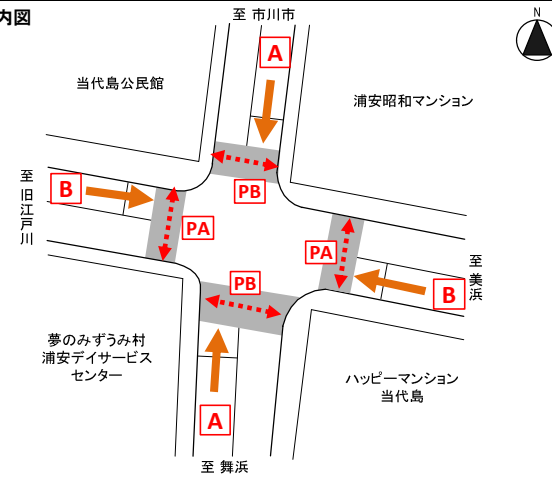 内図
至 市川市
N
A
当代島公民館
浦安昭和マンション
PB
至 旧江戸川
B
PA
PA
至 美浜
PB
B
夢のみずうみ村
浦安デイサービス
センター
ハッピーマンション
当代島
A
至 舞浜